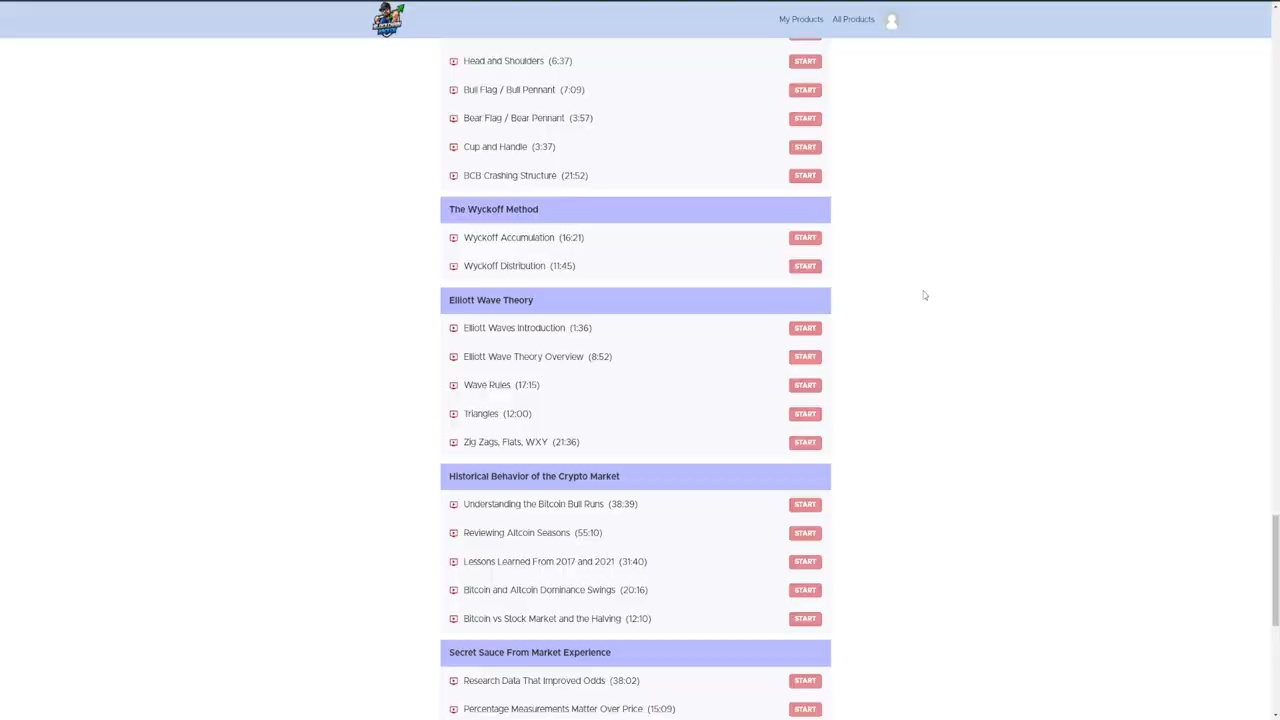 My Products
All Products
Head and Shoulders (6:37)
START
Bull Flag / Bull Pennant (7:09)
START
Bear Flag / Bear Pennant (3:57)
START
Cup and Handle (3:37)
START
BCB Crashing Structure (21:52)
START
The Wyckoff Method
Wyckoff Accumulation (16:21)
START
Wyckoff Distribution (11:45)
START
Elliott Wave Theory
Elliott Waves Introduction (1:36)
START
Elliott Wave Theory Overview (8:52)
START
Wave Rules (17:15)
START
Triangles (12:00)
START
Zig Zags, Flats, WXY (21:36)
START
Historical Behavior of the Crypto Market
Understanding the Bitcoin Bull Runs (38:39)
START
Reviewing Altcoin Seasons (55:10)
START
Lessons Learned From 2017 and 2021 (31:40)
START
Bitcoin and Altcoin Dominance Swings (20:16)
START
Bitcoin vs Stock Market and the Halving (12:10)
START
Secret Sauce From Market Experience
Research Data That Improved Odds (38:02)
START
Percentage Measurements Matter Over Price (15:09)
START